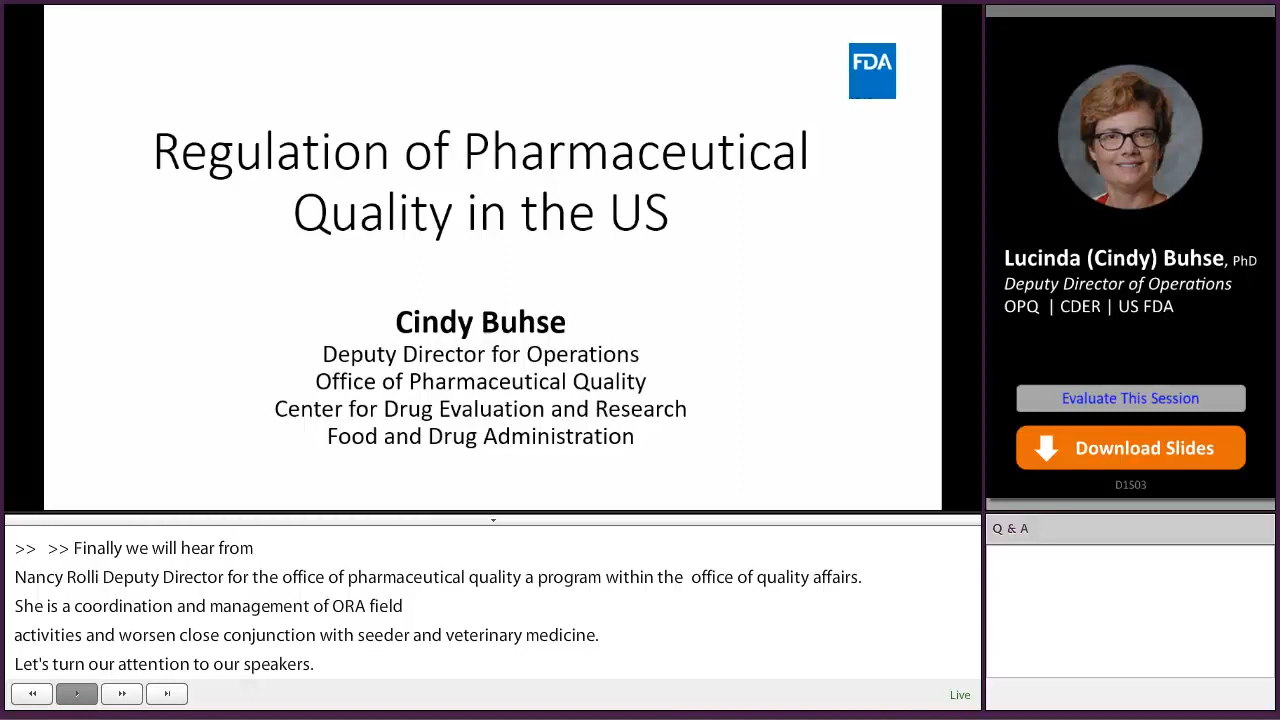 FDA
Regulation of Pharmaceutical
Quality in the US
Cindy Buhse
Deputy Director for Operations
Office of Pharmaceutical Quality
Center for Drug Evaluation and Research
Food and Drug Administration
Lucinda (Cindy) Buhse, PhD
Deputy Director of Operations
OPQ | CDER | US FDA
Evaluate This Session
Download Slides
D1S03
>> >> Finally we will hear from
Nancy Rolli Deputy Director for the office of pharmaceutical quality a program within the office of quality affairs.
She is a coordination and management of ORA field
activities and worsen close conjunction with seeder and veterinary medicine.
Let's turn our attention to our speakers.
Live
Q & A